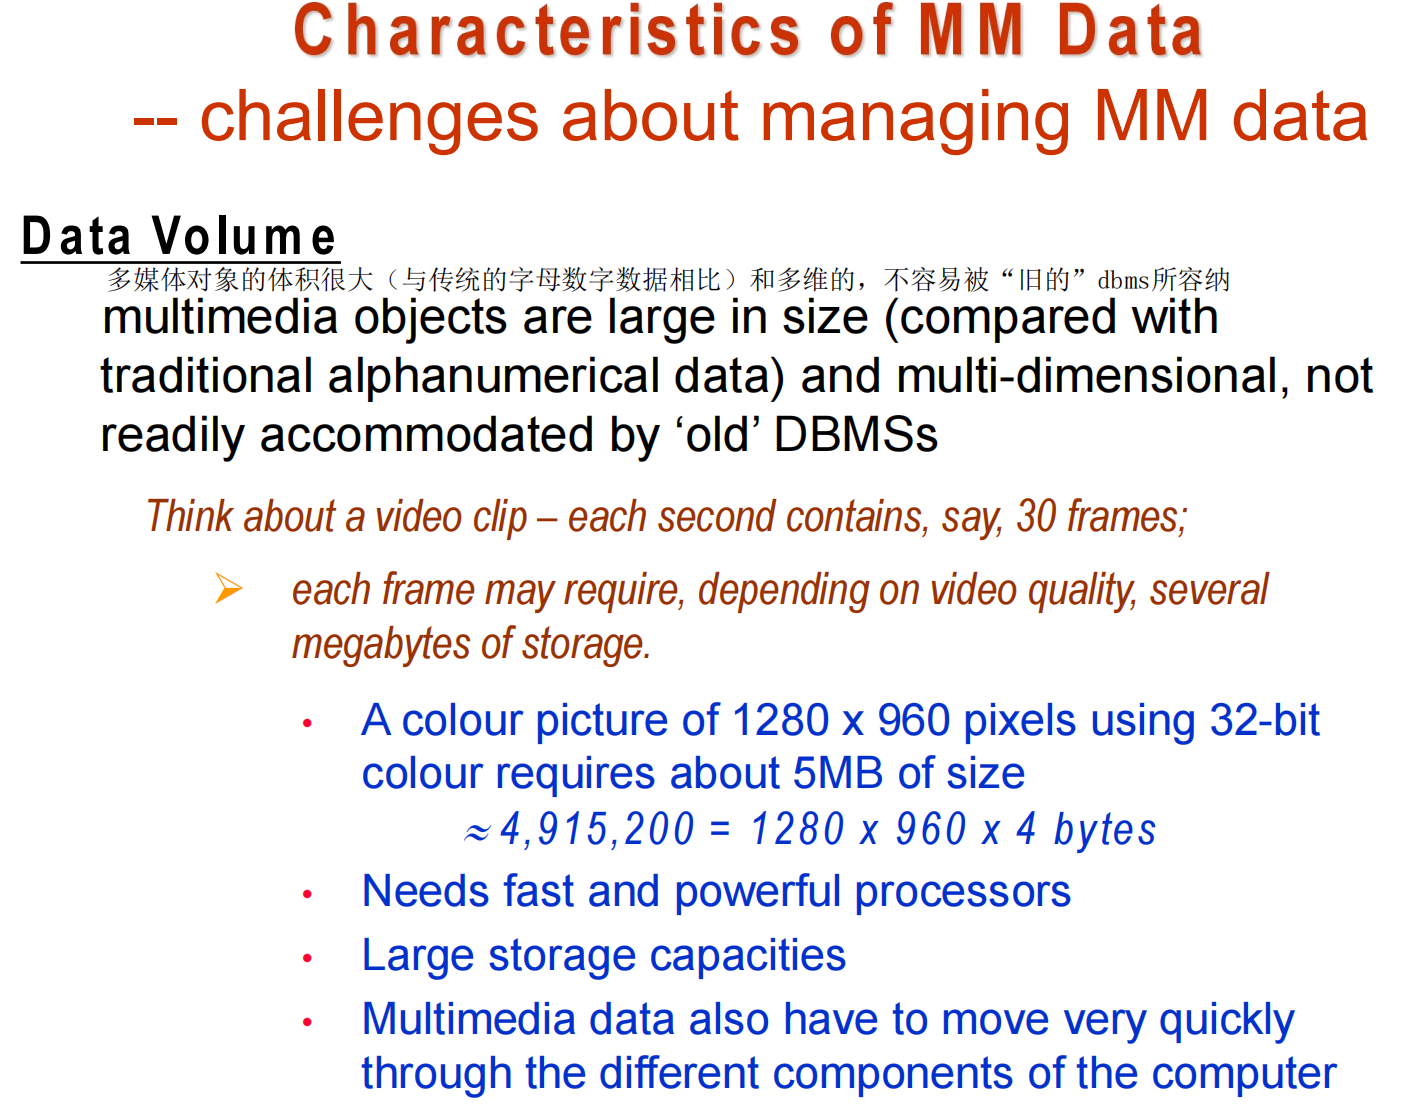 Characteristics of MM Data
-- challenges about managing MM data
Data Volume
多媒体对象的体积很大（与传统的字母数字数据相比）和多维的，不容易被“旧的”dbms所容纳
multimedia objects are large in size (compared with
traditional alphanumerical data) and multi-dimensional, not
readily accommodated by ‘old’ DBMSs
Think about a video clip – each second contains, say, 30 frames;
➢ each frame may require, depending on video quality, several
megabytes of storage.
• A colour picture of 1280 x 960 pixels using 32-bit
colour requires about 5MB of size
≈ 4,915,200 = 1280 x 960 x 4 bytes
• Needs fast and powerful processors
• Large storage capacities
• Multimedia data also have to move very quickly
through the different components of the computer